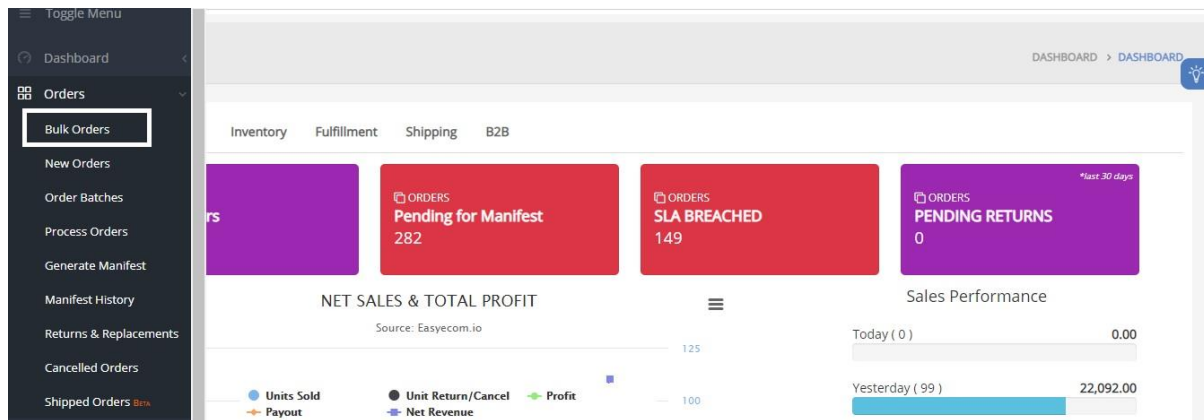 Toggle Menu
Dashboard
Orders
Bulk Orders
New Orders
Order Batches
Process Orders
Generate Manifest
Manifest History
Returns & Replacements
Cancelled Orders
Shipped Orders BETA
DASHBOARD > DASHBOARD
Inventory Fulfillment Shipping B2B
rs
ORDERS
Pending for Manifest
282
ORDERS
SLA BREACHED
149
*last 30 days
ORDERS
PENDING RETURNS
0
NET SALES & TOTAL PROFIT
Source: Easyecom.io
125
100
Units Sold Unit Return/Cancel Profit
Payout Net Revenue
Sales Performance
Today ( 0 ) 0.00
Yesterday ( 99 ) 22,092.00